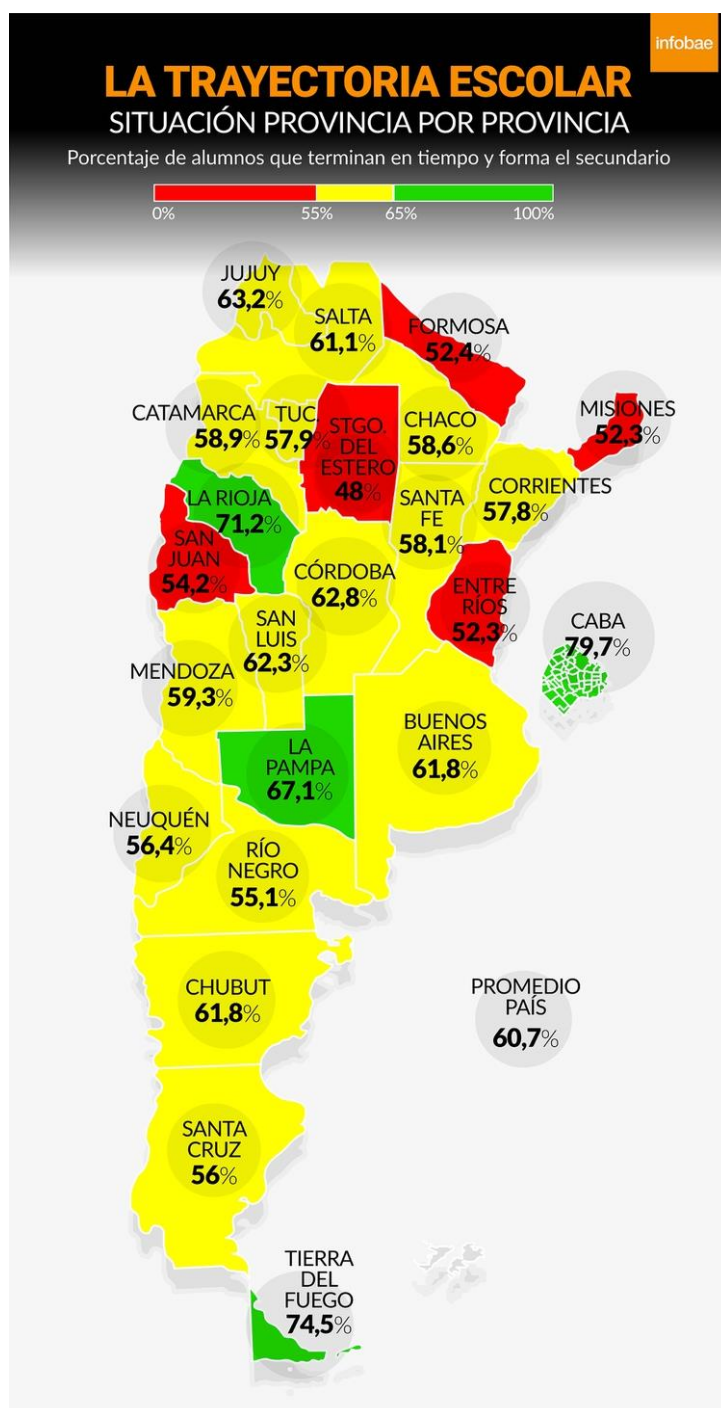 infobae
LA TRAYECTORIA ESCOLAR
SITUACIÓN PROVINCIA POR PROVINCIA
Porcentaje de alumnos que terminan en tiempo y forma el secundario
0% 55% 65% 100%
JUJUY
63,2%
SALTA
61,1%
FORMOSA
52,4%
CATAMARCA
58,9%
TUC.
57,9%
STGO.
DEL
ESTERO
48%
CHACO
58,6%
MISIONES
52,3%
LA RIOJA
71,2%
SANTA
FE
58,1%
CORRIENTES
57,8%
SAN
JUAN
54,2%
CÓRDOBA
62,8%
ENTRE
RÍOS
52,3%
CABA
79,7%
SAN
LUIS
62,3%
MENDOZA
59,3%
BUENOS
AIRES
61,8%
LA
PAMPA
67,1%
NEUQUÉN
56,4%
RÍO
NEGRO
55,1%
CHUBUT
61,8%
PROMEDIO
PAÍS
60,7%
SANTA
CRUZ
56%
TIERRA
DEL
FUEGO
74,5%